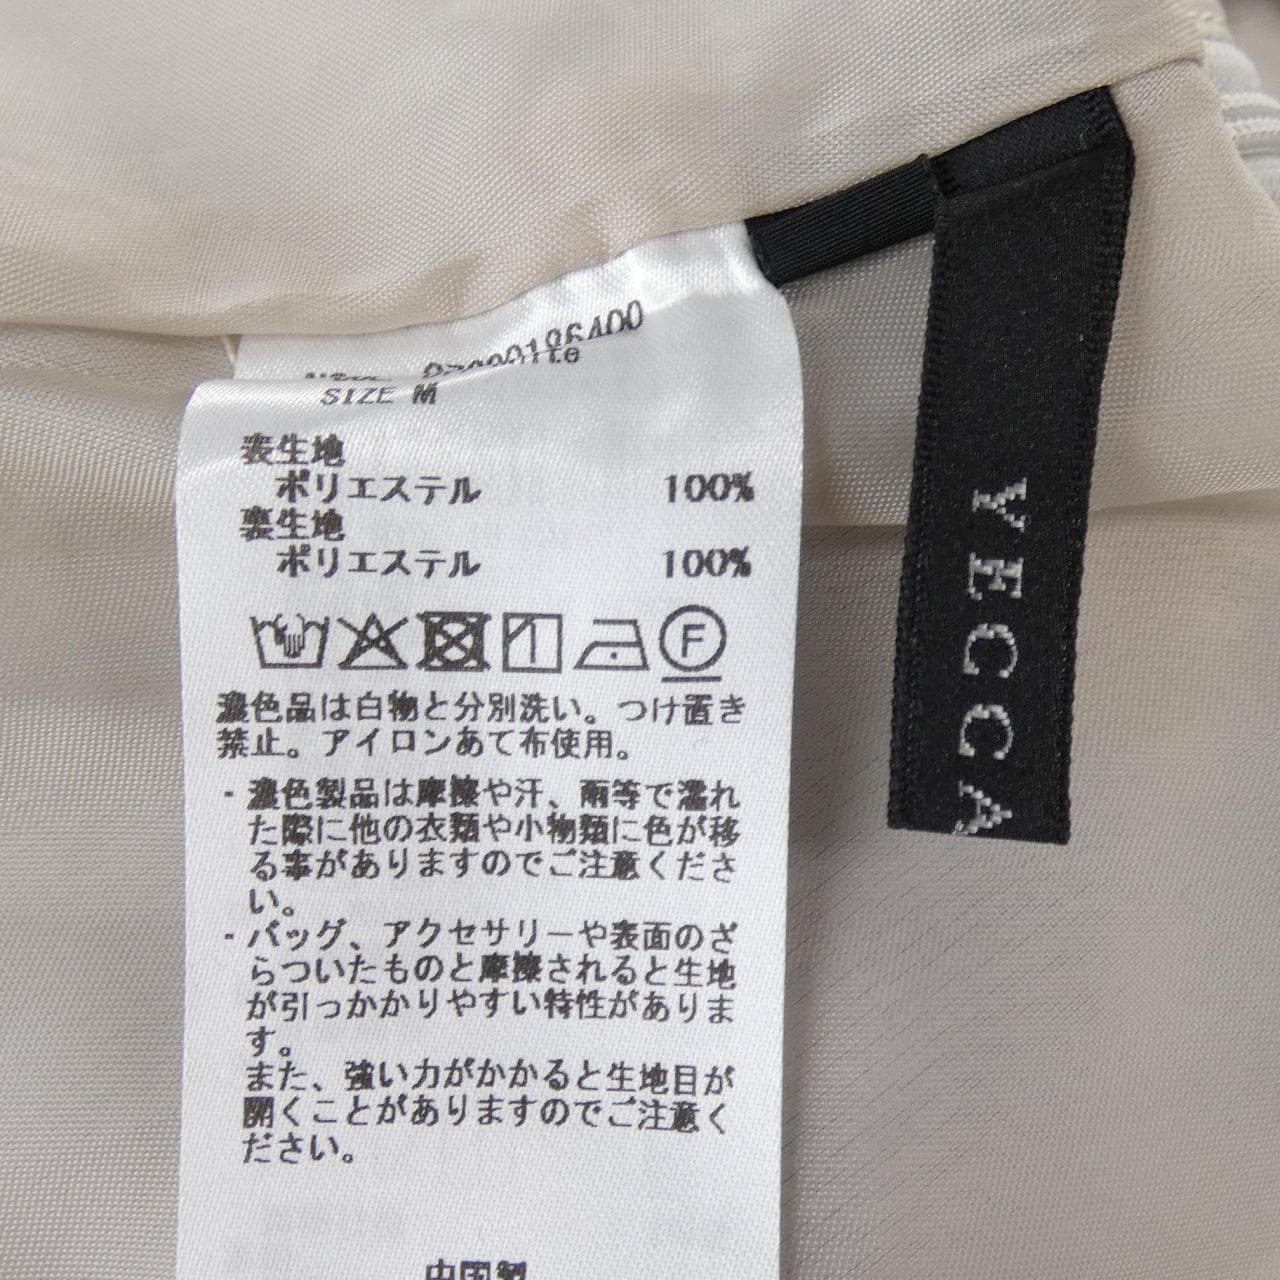 SIZE M
表生地
ポリエステル 100%
裏生地
ポリエステル 100%
F
濃色品は白物と分別洗い。つけ置き
禁止。アイロンあて布使用。
・濃色製品は摩擦や汗、雨等で濡れ
た際に他の衣類や小物類に色が移
る事がありますのでご注意くださ
い。
・バッグ、アクセサリーや表面のざ
らついたものと摩擦されると生地
が引っかかりやすい特性がありま
す。
また、強い力がかかると生地目が
開くことがありますのでご注意く
ださい。
中国製
VECCA